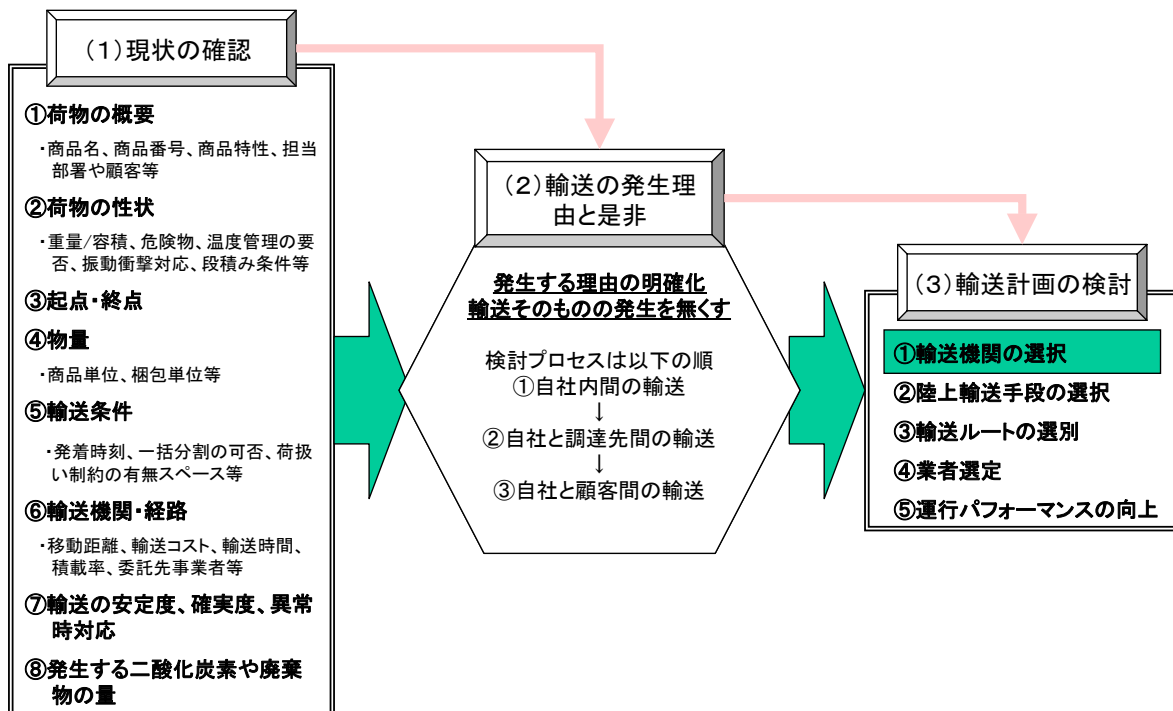 (1)現状の確認
①荷物の概要
・商品名、商品番号、商品特性、担当
部署や顧客等
②荷物の性状
・重量/容積、危険物、温度管理の要
否、振動衝撃対応、段積み条件等
③起点・終点
④物量
・商品単位、梱包単位等
⑤輸送条件
・発着時刻、一括分割の可否、荷扱
い制約の有無スペース等
⑥輸送機関・経路
・移動距離、輸送コスト、輸送時間、
積載率、委託先事業者等
⑦輸送の安定度、確実度、異常
時対応
⑧発生する二酸化炭素や廃棄
物の量
(2)輸送の発生理
由と是非
発生する理由の明確化
輸送そのものの発生を無くす
検討プロセスは以下の順
①自社内間の輸送
↓
②自社と調達先間の輸送
↓
③自社と顧客間の輸送
(3)輸送計画の検討
①輸送機関の選択
②陸上輸送手段の選択
③輸送ルートの選別
④業者選定
⑤運行パフォーマンスの向上